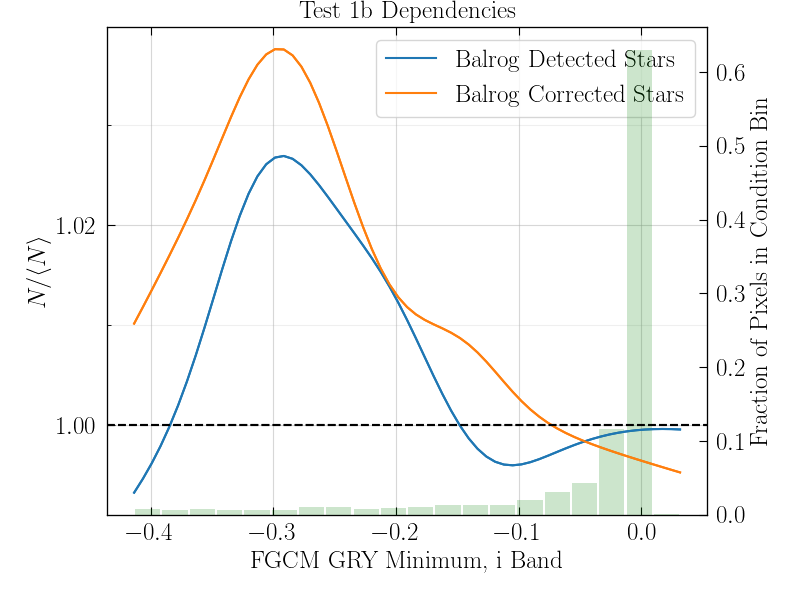 Test 1b Dependencies
Balrog Detected Stars
Balrog Corrected Stars
N/⟨N⟩
1.02
1.00
0.6
0.5
0.4
0.3
0.2
0.1
0.0
Fraction of Pixels in Condition Bin
−0.4 −0.3 −0.2 −0.1 0.0
FGCM GRY Minimum, i Band